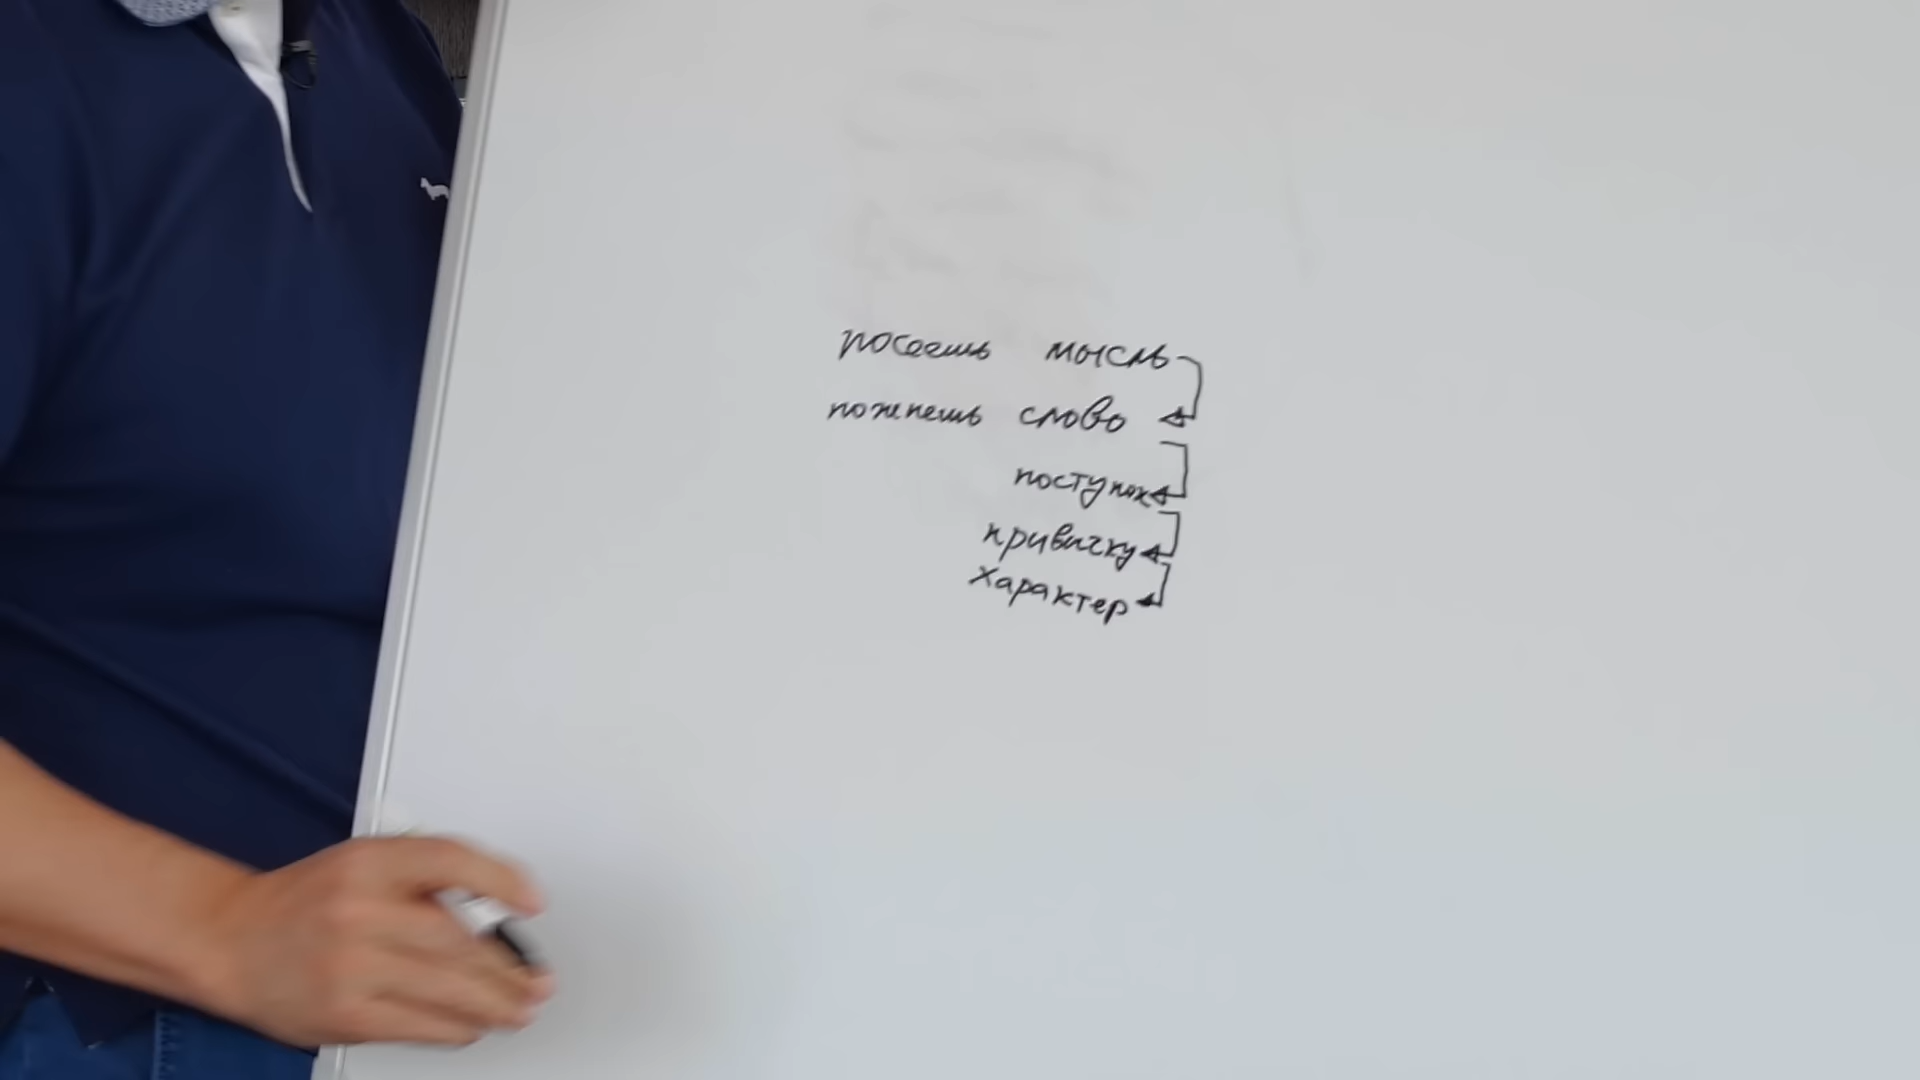 посеешь мысль
пожнешь слово
поступок
привычку
характер